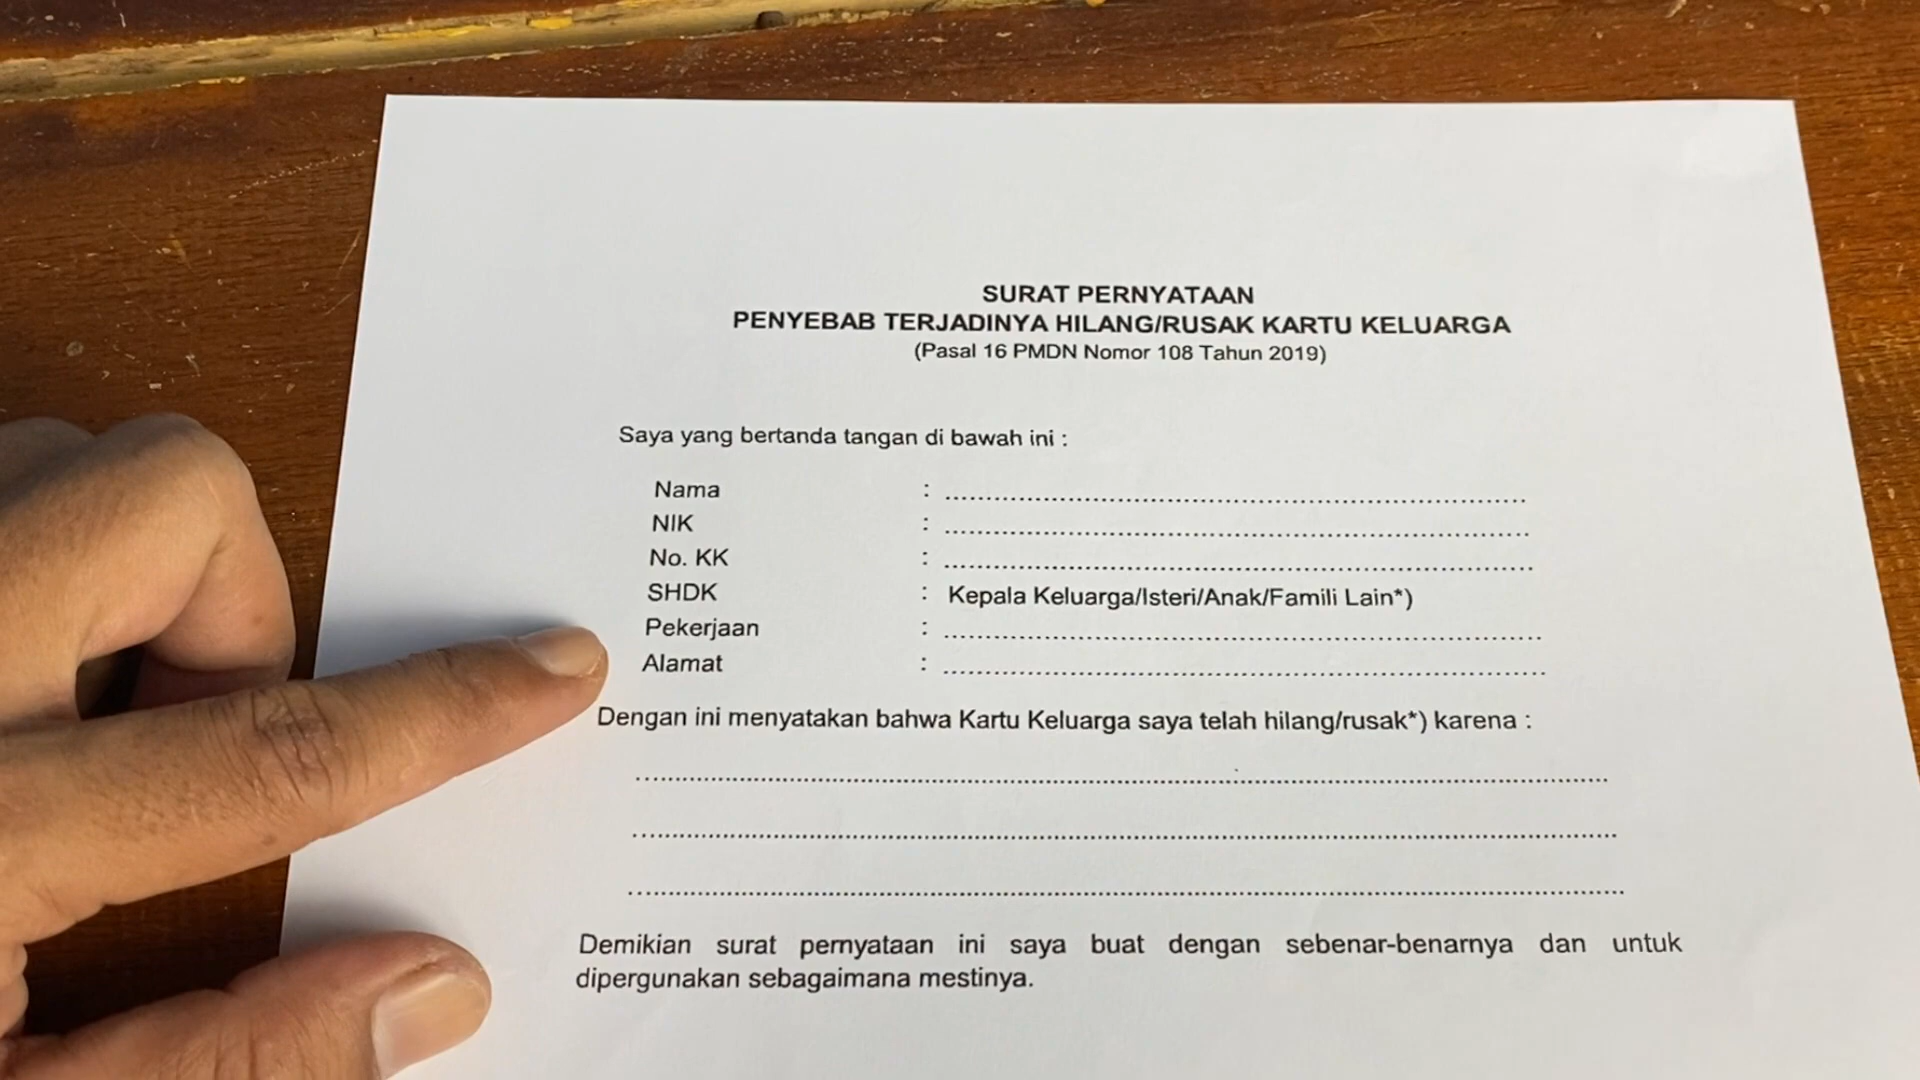 SURAT PERNYATAAN
PENYEBAB TERJADINYA HILANG/RUSAK KARTU KELUARGA
(Pasal 16 PMDN Nomor 108 Tahun 2019)
Saya yang bertanda tangan di bawah ini :
Nama : ........................................................................
NIK : ........................................................................
No. KK : ........................................................................
SHDK : Kepala Keluarga/Isteri/Anak/Famili Lain*)
Pekerjaan : ........................................................................
Alamat : ........................................................................
Dengan ini menyatakan bahwa Kartu Keluarga saya telah hilang/rusak*) karena :
........................................................................
........................................................................
........................................................................
Demikian surat pernyataan ini saya buat dengan sebenar-benarnya dan untuk
dipergunakan sebagaimana mestinya.